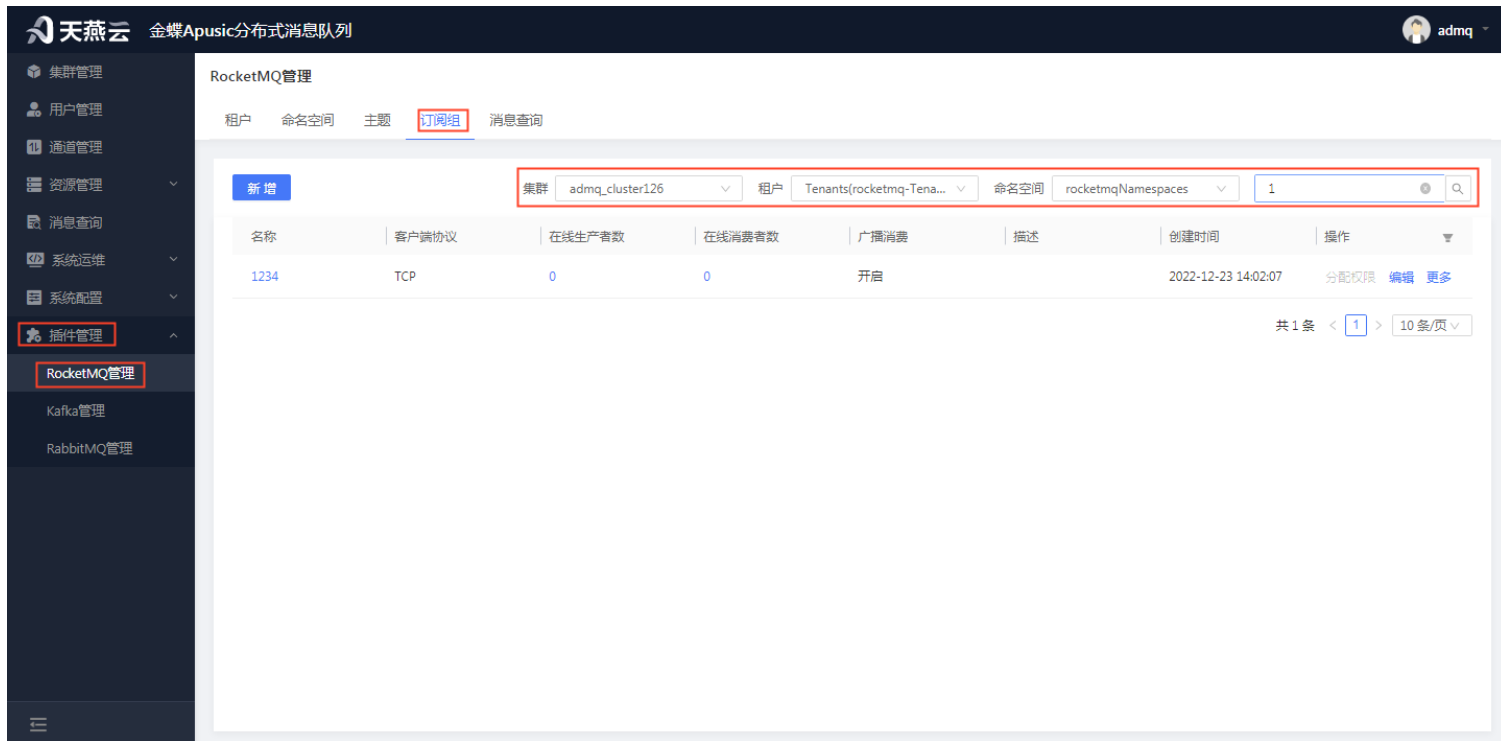 天燕云 金蝶Apusic分布式消息队列 admq
集群管理
用户管理
通道管理
资源管理
消息查询
系统运维
系统配置
插件管理
RocketMQ管理
Kafka管理
RabbitMQ管理
RocketMQ管理
租户 命名空间 主题 订阅组 消息查询
新增 集群 admq_cluster126 租户 Tenants(rocketmq-Tena... 命名空间 rocketmqNamespaces 1
名称 客户端协议 在线生产者数 在线消费者数 广播消费 描述 创建时间 操作
1234 TCP 0 0 开启 2022-12-23 14:02:07 分配权限 编辑 更多
共1条 < 1 > 10条/页